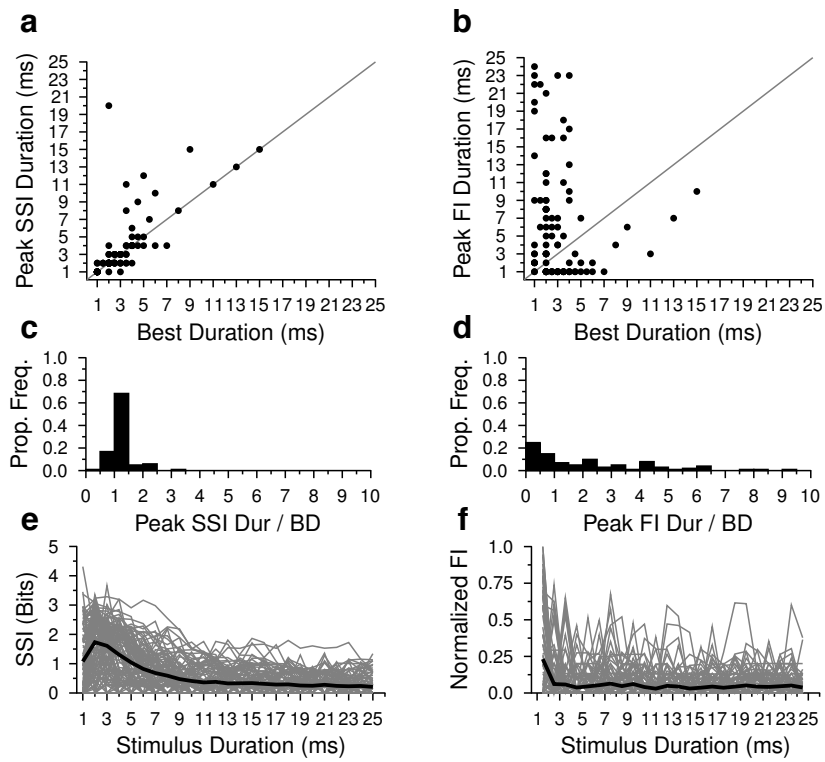 a
Peak SSI Duration (ms)
25
23
21
19
17
15
13
11
9
7
5
3
1
1 3 5 7 9 11 13 15 17 19 21 23 25
Best Duration (ms)
b
Peak FI Duration (ms)
25
23
21
19
17
15
13
11
9
7
5
3
1
1 3 5 7 9 11 13 15 17 19 21 23 25
Best Duration (ms)
c
Prop. Freq.
1.0
0.8
0.6
0.4
0.2
0.0
0 1 2 3 4 5 6 7 8 9 10
Peak SSI Dur / BD
d
Prop. Freq.
1.0
0.8
0.6
0.4
0.2
0.0
0 1 2 3 4 5 6 7 8 9 10
Peak FI Dur / BD
e
SSI (Bits)
5
4
3
2
1
0
1 3 5 7 9 11 13 15 17 19 21 23 25
Stimulus Duration (ms)
f
Normalized FI
1.0
0.75
0.50
0.25
0.0
1 3 5 7 9 11 13 15 17 19 21 23 25
Stimulus Duration (ms)